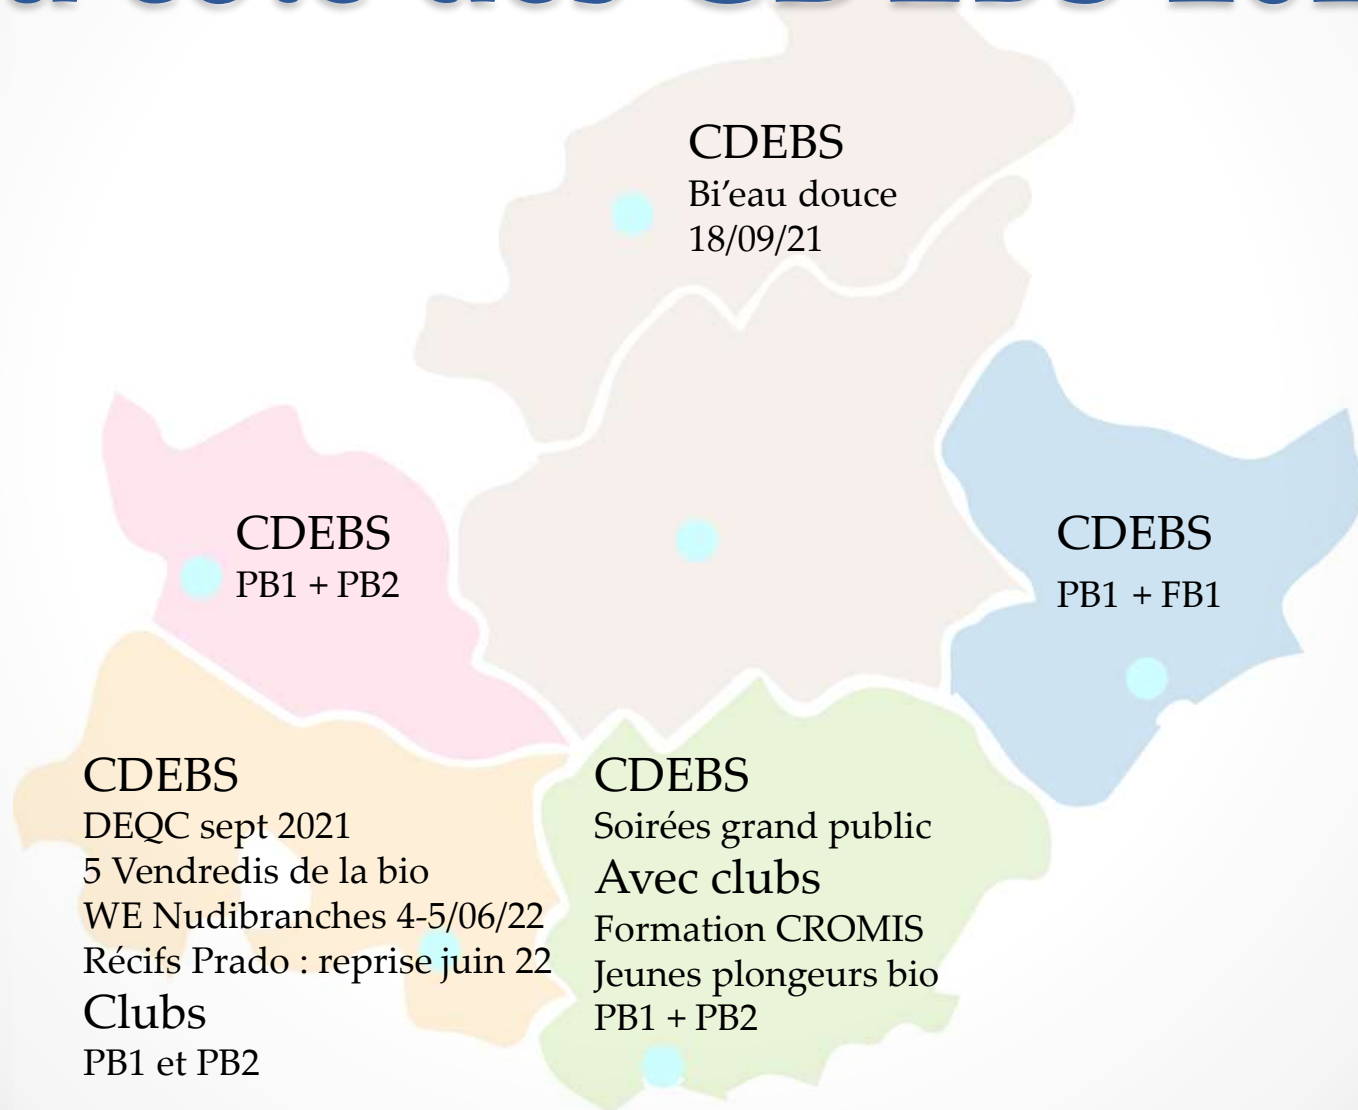 des CDEBS
CDEBS
Bi'eau douce
18/09/21
CDEBS
PB1 + PB2
CDEBS
PB1 + FB1
CDEBS
DEQC sept 2021
5 Vendredis de la bio
WE Nudibranches 4-5/06/22
Récifs Prado : reprise juin 22
Clubs
PB1 et PB2
CDEBS
Soirées grand public
Avec clubs
Formation CROMIS
Jeunes plongeurs bio
PB1 + PB2